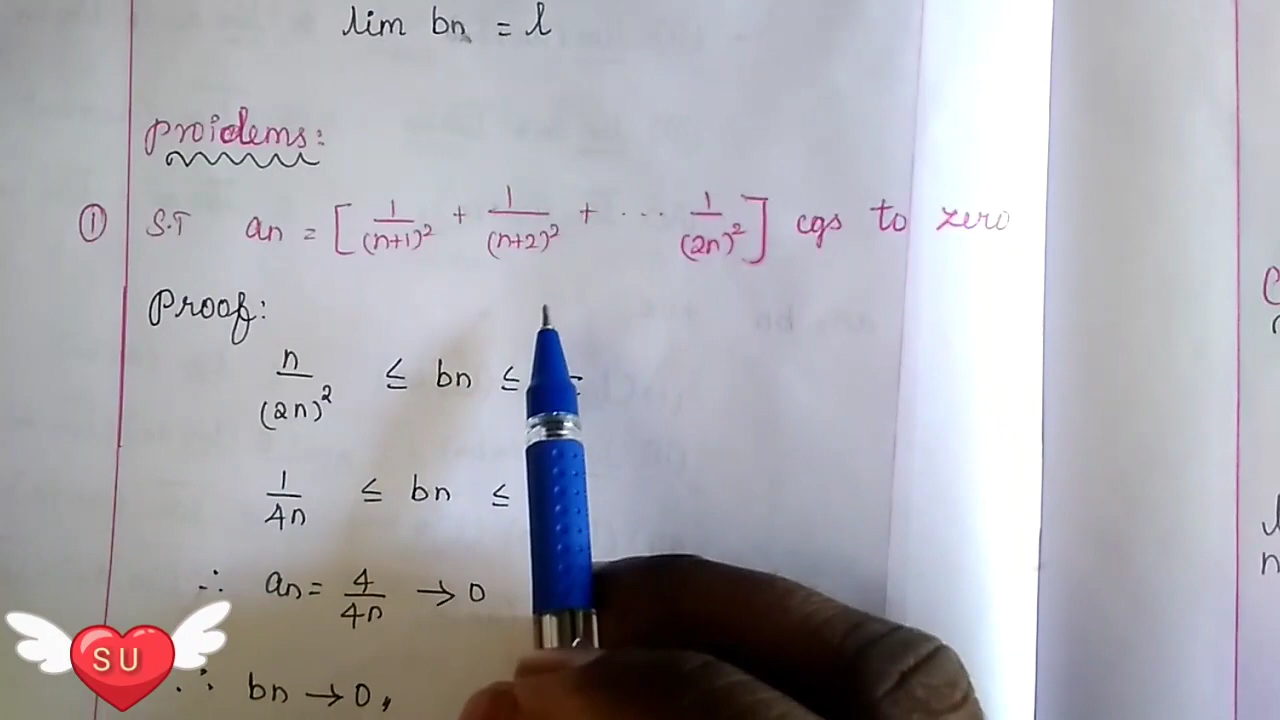 lim bn = l
Problems:
① S.T an = [ 1/(n+1)² + 1/(n+2)² + ... 1/(2n)² ] cgs to zero
Proof:
n/(2n)² ≤ bn ≤
1/4n ≤ bn ≤
∴ an = 4/4n → 0
∴ bn → 0,
SU